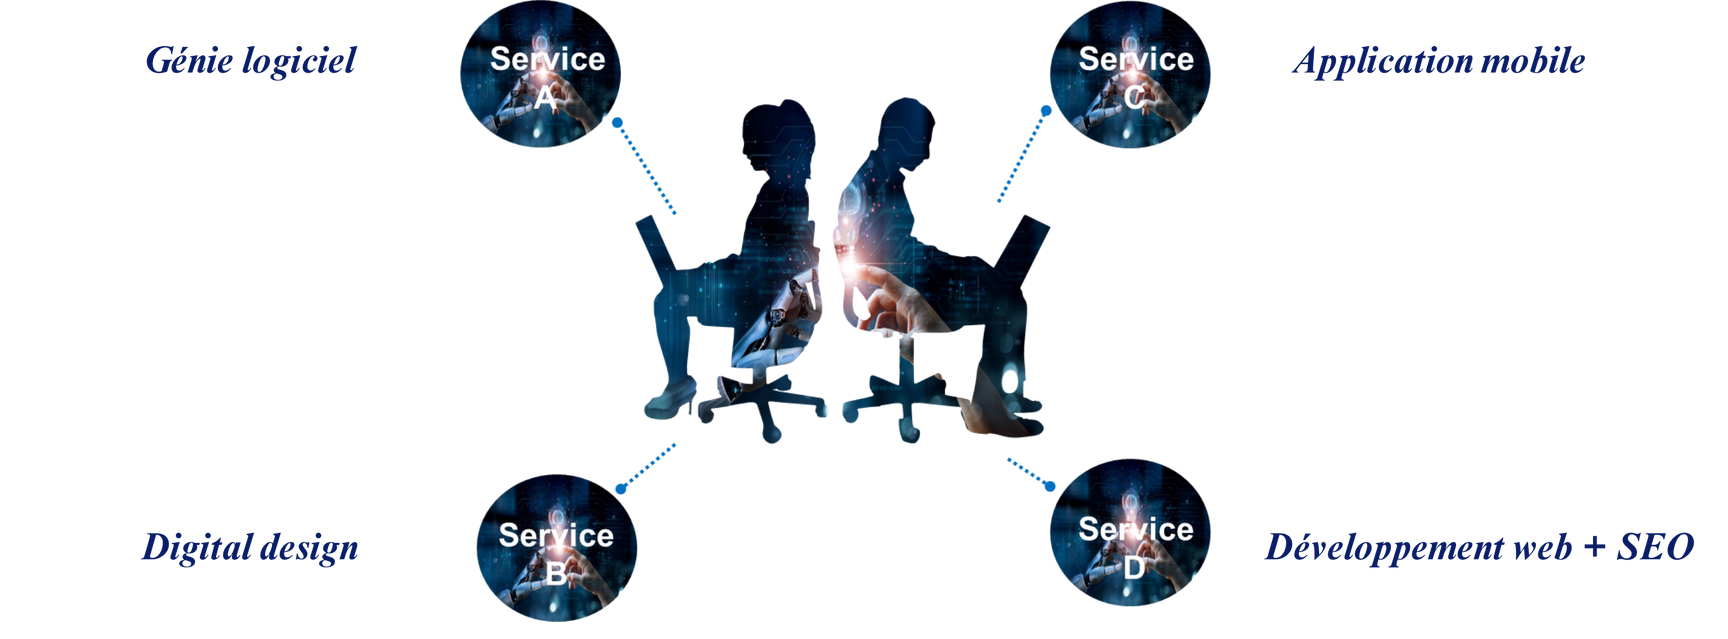 Génie logiciel
Service
A
Service
C
Application mobile
Digital design
Service
B
Service
D
Développement web + SEO